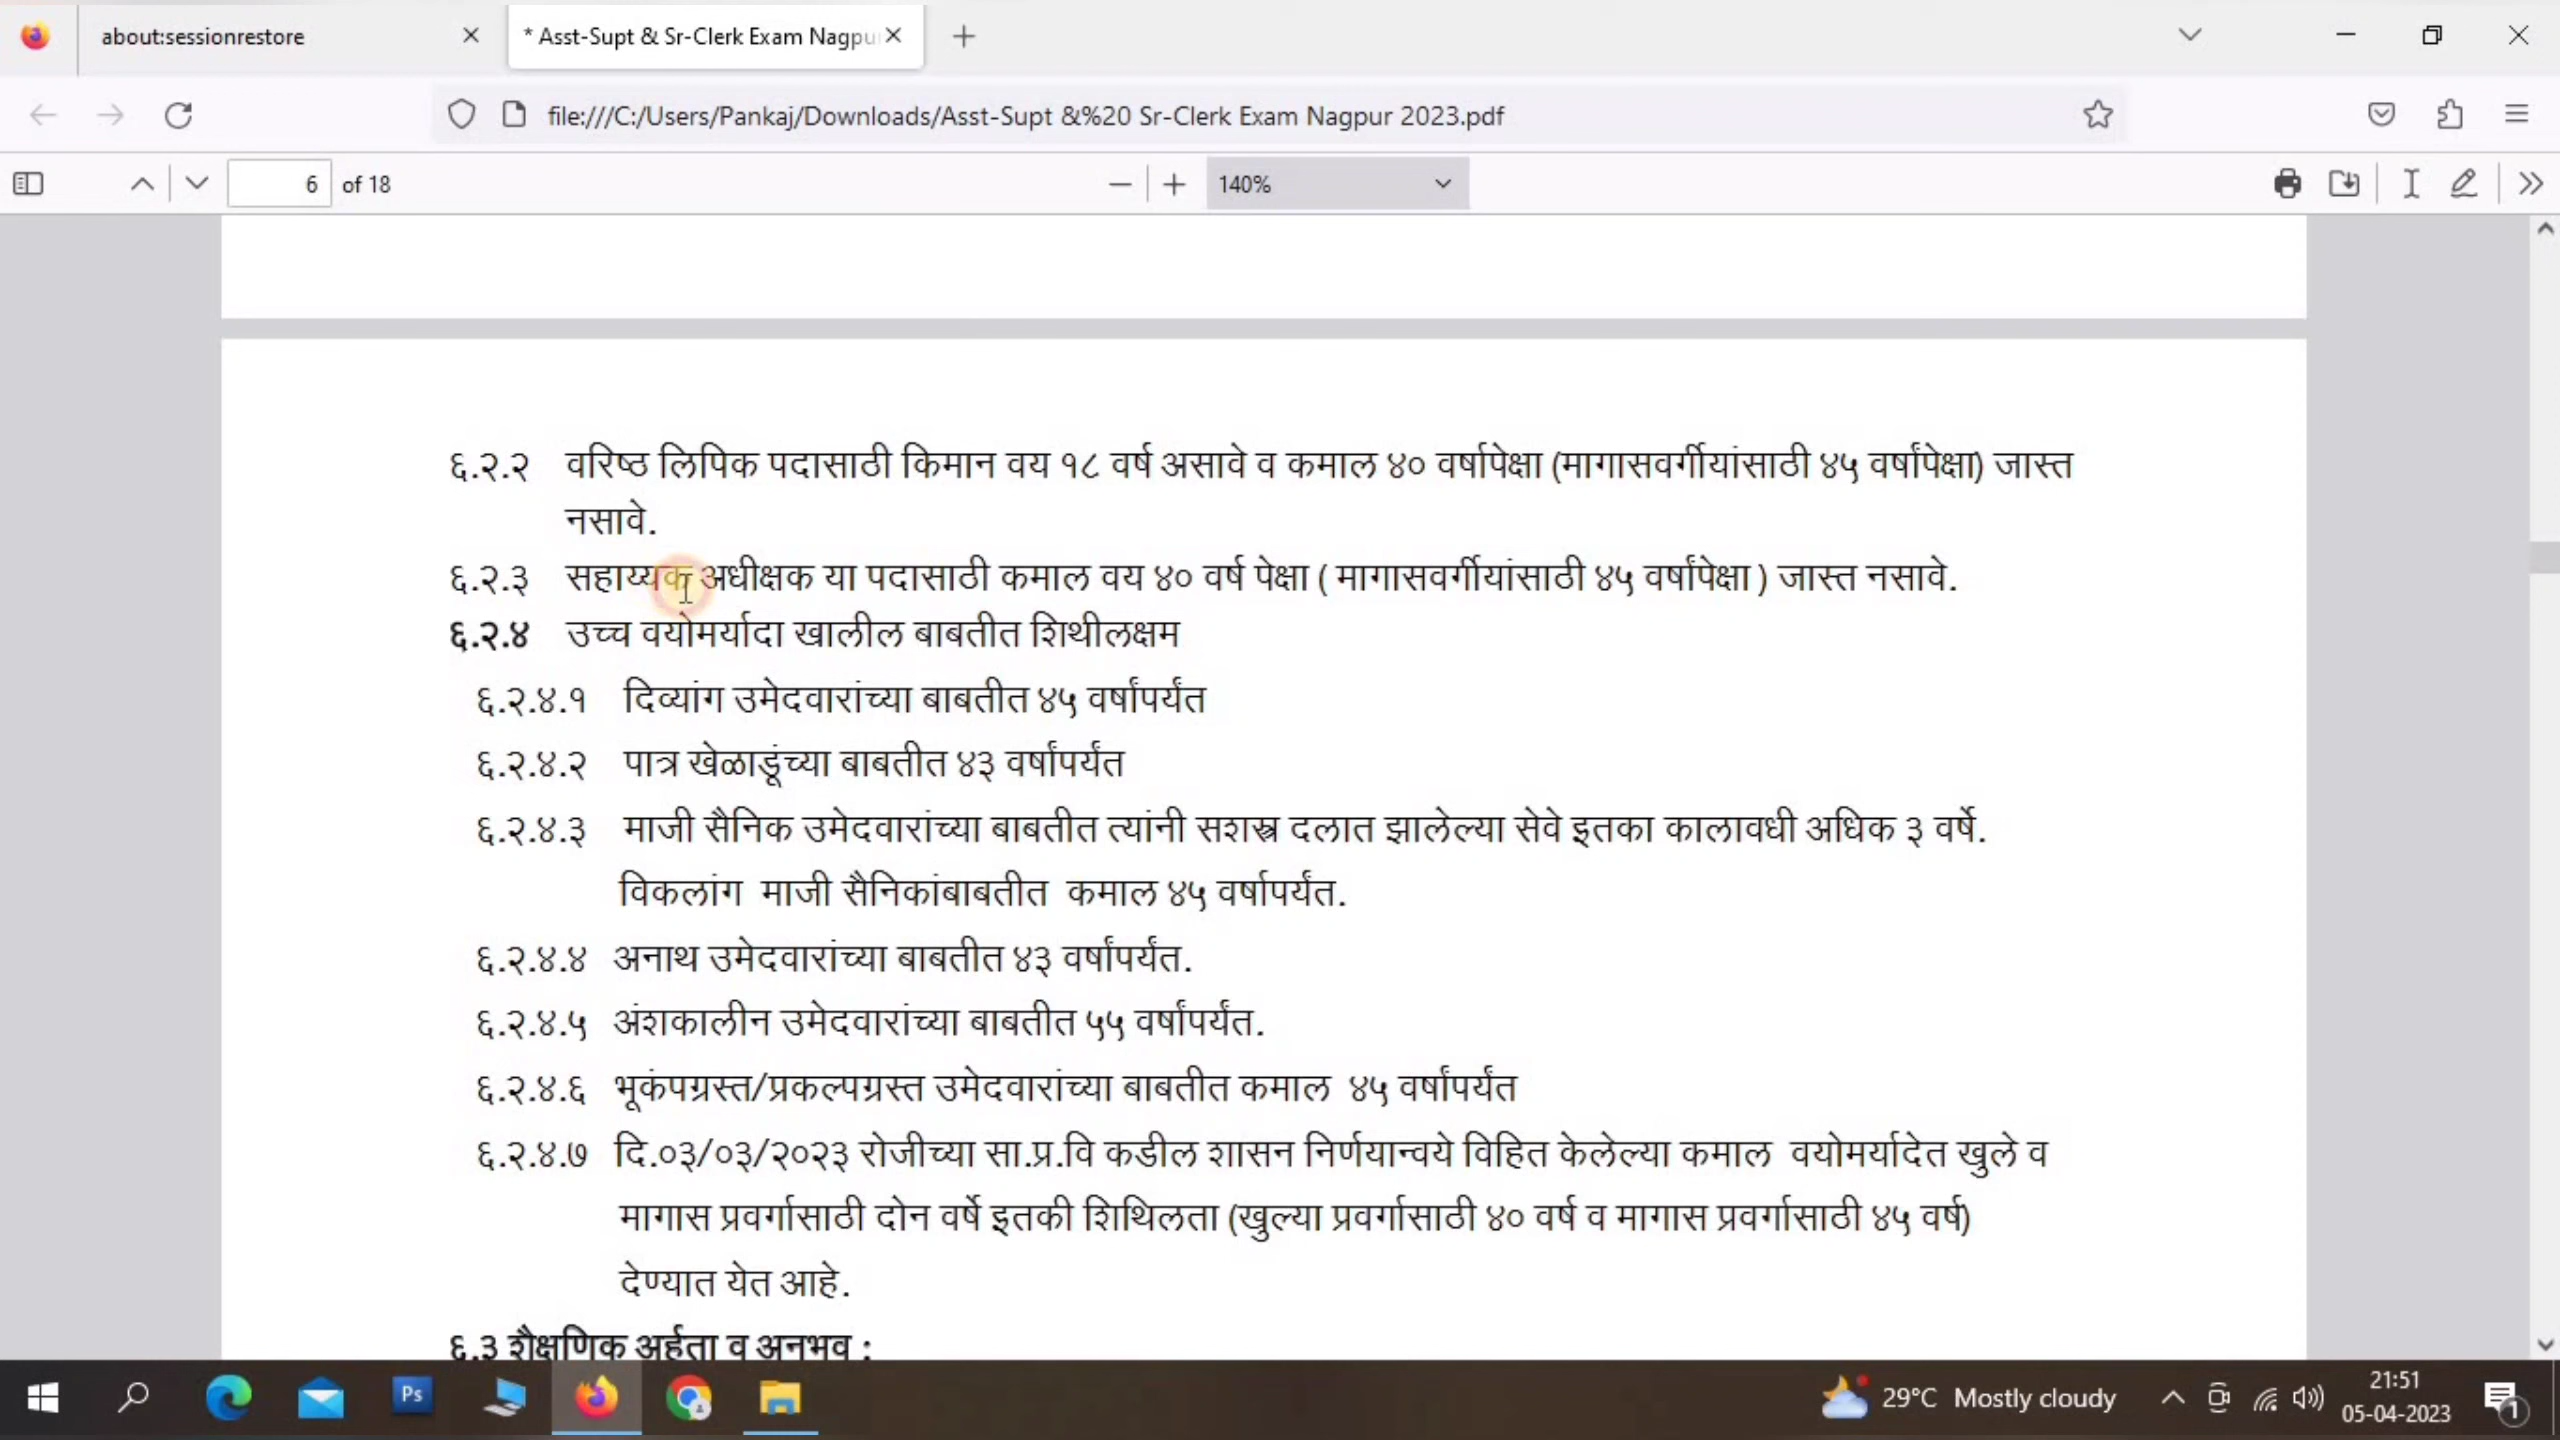 about:sessionrestore
* Asst-Supt & Sr-Clerk Exam Nagpu
file:///C:/Users/Pankaj/Downloads/Asst-Supt &%20 Sr-Clerk Exam Nagpur 2023.pdf
6 of 18
140%
६.२.२ वरिष्ठ लिपिक पदासाठी किमान वय १८ वर्ष असावे व कमाल ४० वर्षापेक्षा (मागासवर्गीयांसाठी ४५ वर्षांपेक्षा) जास्त
नसावे.
६.२.३ सहाय्यक अधीक्षक या पदासाठी कमाल वय ४० वर्ष पेक्षा ( मागासवर्गीयांसाठी ४५ वर्षांपेक्षा ) जास्त नसावे.
६.२.४ उच्च वयोमर्यादा खालील बाबतीत शिथीलक्षम
६.२.४.१ दिव्यांग उमेदवारांच्या बाबतीत ४५ वर्षांपर्यंत
६.२.४.२ पात्र खेळाडूंच्या बाबतीत ४३ वर्षांपर्यंत
६.२.४.३ माजी सैनिक उमेदवारांच्या बाबतीत त्यांनी सशस्त्र दलात झालेल्या सेवे इतका कालावधी अधिक ३ वर्षे.
विकलांग माजी सैनिकांबाबतीत कमाल ४५ वर्षापर्यंत.
६.२.४.४ अनाथ उमेदवारांच्या बाबतीत ४३ वर्षांपर्यंत.
६.२.४.५ अंशकालीन उमेदवारांच्या बाबतीत ५५ वर्षांपर्यंत.
६.२.४.६ भूकंपग्रस्त/प्रकल्पग्रस्त उमेदवारांच्या बाबतीत कमाल ४५ वर्षांपर्यंत
६.२.४.७ दि.०३/०३/२०२३ रोजीच्या सा.प्र.वि कडील शासन निर्णयान्वये विहित केलेल्या कमाल वयोमर्यादेत खुले व
मागास प्रवर्गासाठी दोन वर्षे इतकी शिथिलता (खुल्या प्रवर्गासाठी ४० वर्ष व मागास प्रवर्गासाठी ४५ वर्ष)
देण्यात येत आहे.
६.३ शैक्षणिक अर्हता व अनुभव :
Ps
29°C Mostly cloudy
21:51
05-04-2023
1